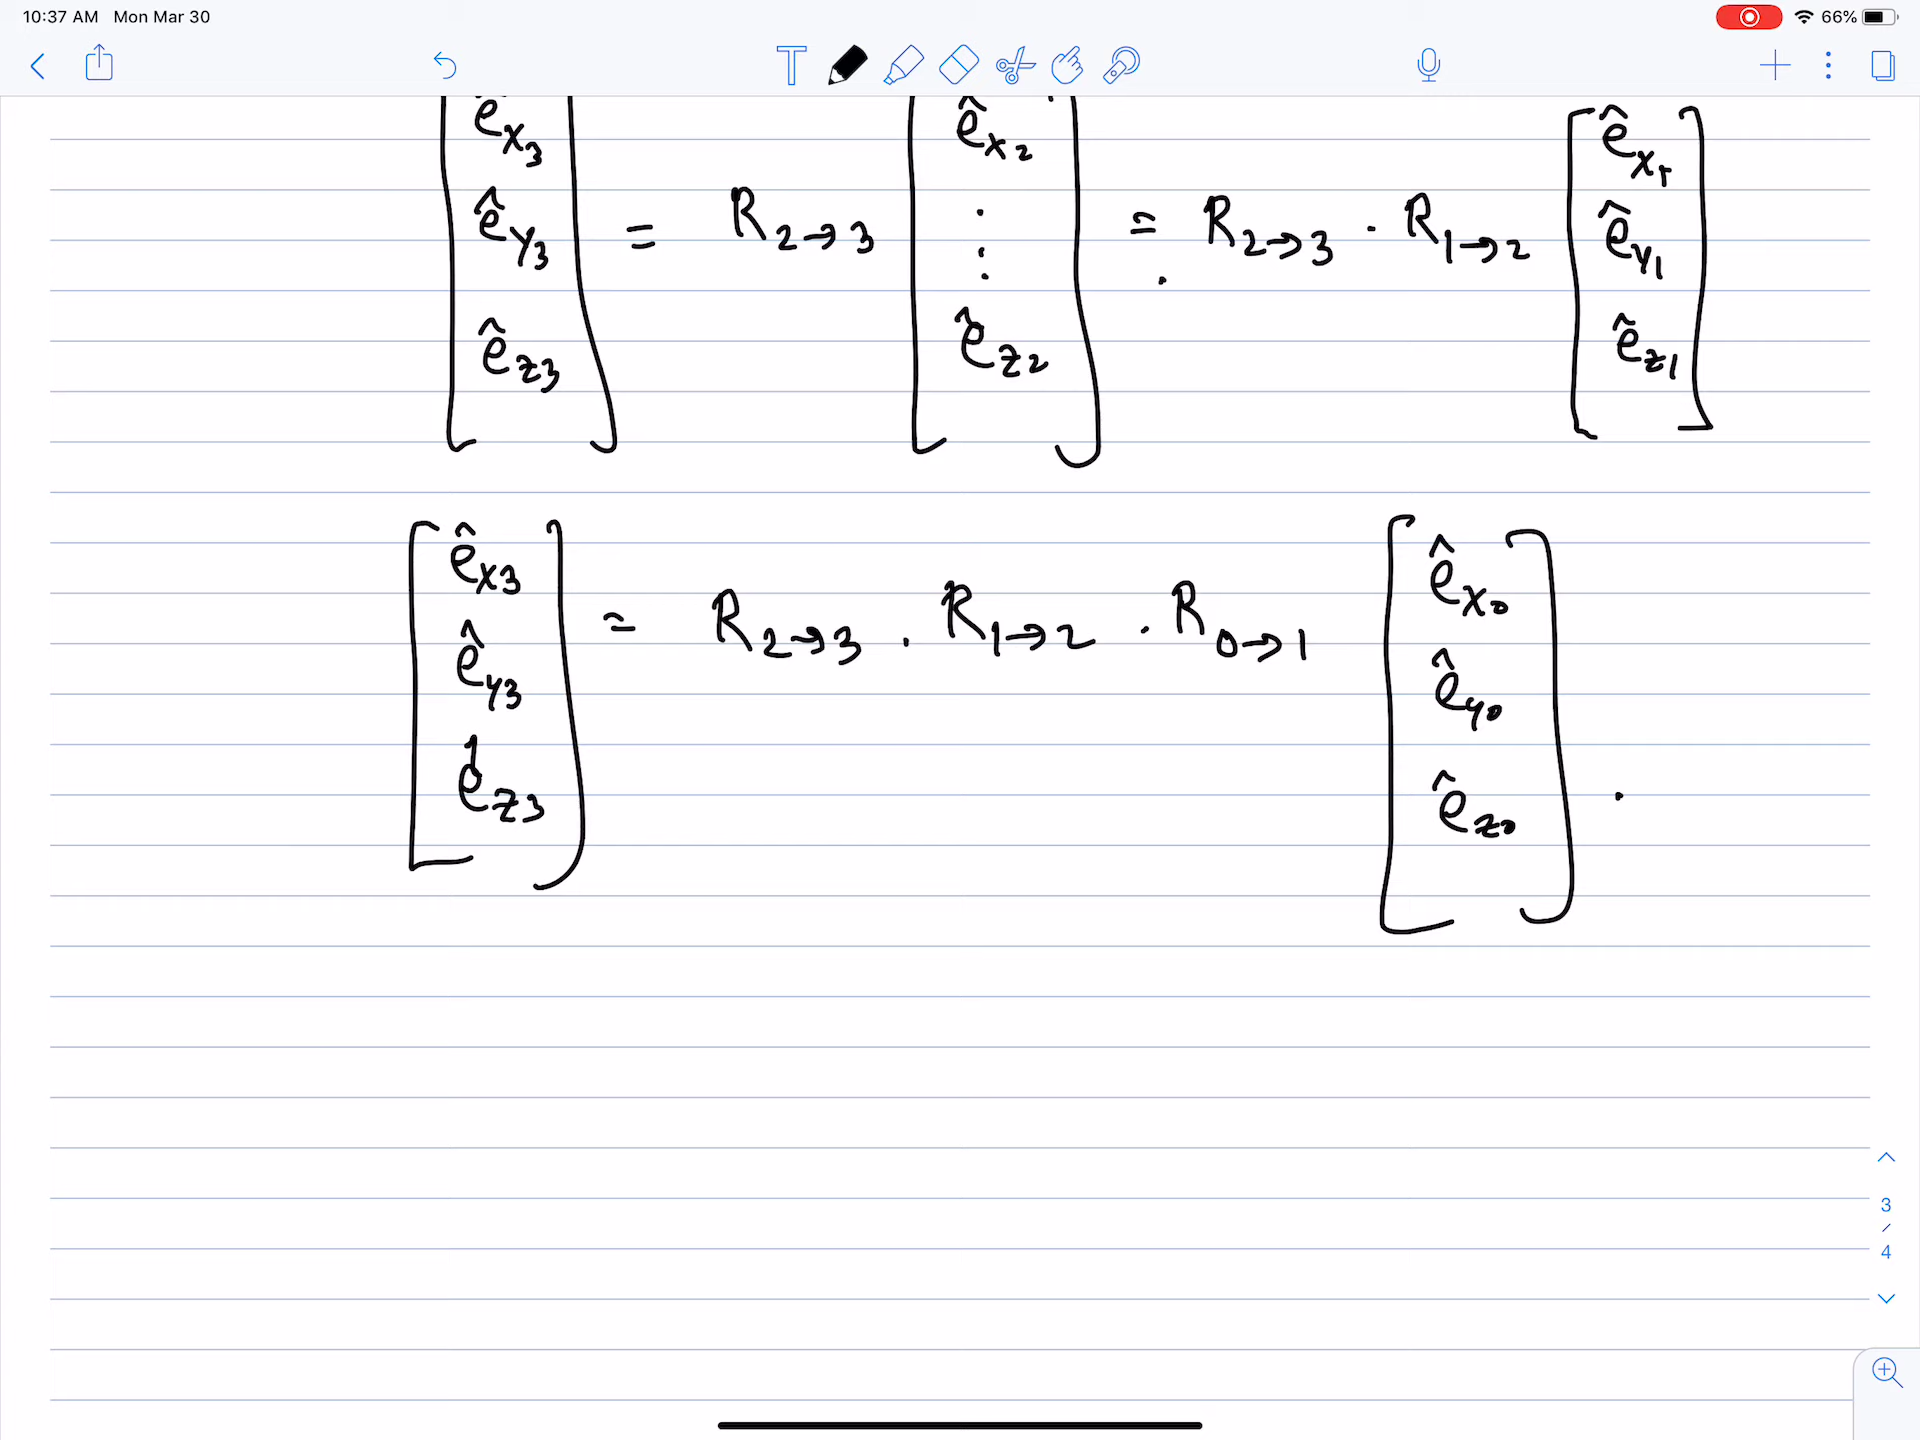 10:37 AM Mon Mar 30 66%
[ê_x3 ê_y3 ê_z3] = R_2→3 [ê_x2 ⋮ ê_z2] = R_2→3 · R_1→2 [ê_x1 ê_y1 ê_z1]
[ê_x3 ê_y3 ê_z3] = R_2→3 · R_1→2 · R_0→1 [ê_x0 ê_y0 ê_z0] .
3
/
4